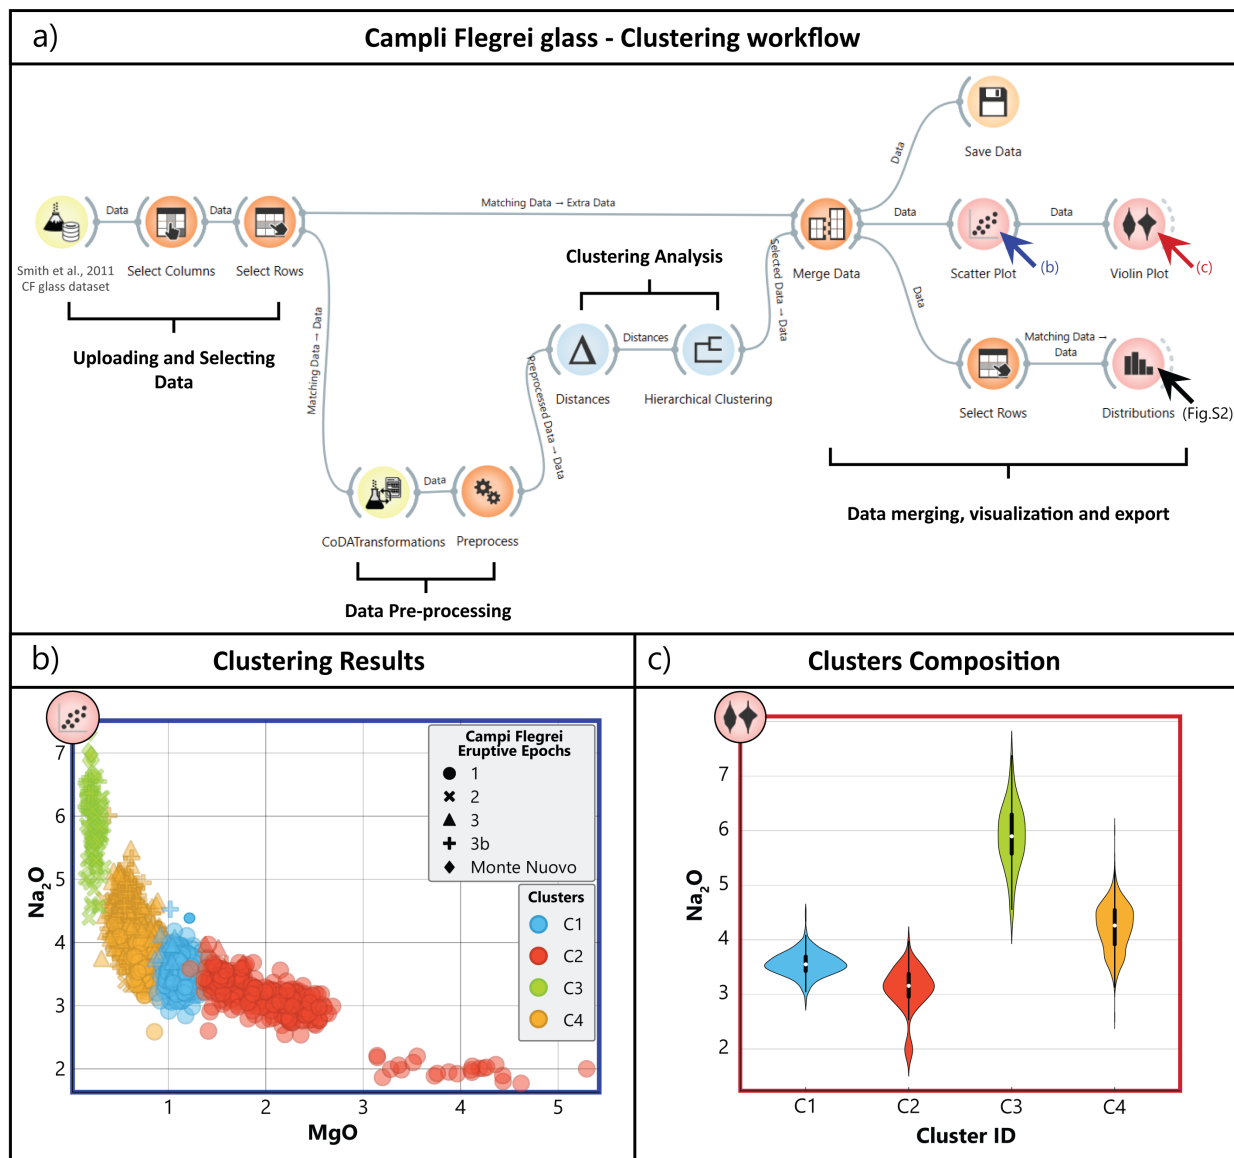 a)
Campli Flegrei glass - Clustering workflow
Smith et al., 2011
CF glass dataset
Data
Select Columns
Data
Select Rows
Uploading and Selecting
Data
Matching Data → Extra Data
Matching Data → Data
CoDATransformations
Data
Preprocess
Data Pre-processing
Preprocessed Data → Data
Clustering Analysis
Distances
Distances
Hierarchical Clustering
Selected Data → Data
Merge Data
Data
Save Data
Data
Scatter Plot
(b)
Data
Violin Plot
(c)
Data
Select Rows
Matching Data →
Data
Distributions
(Fig.S2)
Data merging, visualization and export
b)
Clustering Results
Na2O
7
6
5
4
3
2
1
2
3
4
5
MgO
Campi Flegrei
Eruptive Epochs
1
2
3
3b
Monte Nuovo
Clusters
C1
C2
C3
C4
c)
Clusters Composition
Na2O
7
6
5
4
3
2
C1
C2
C3
C4
Cluster ID